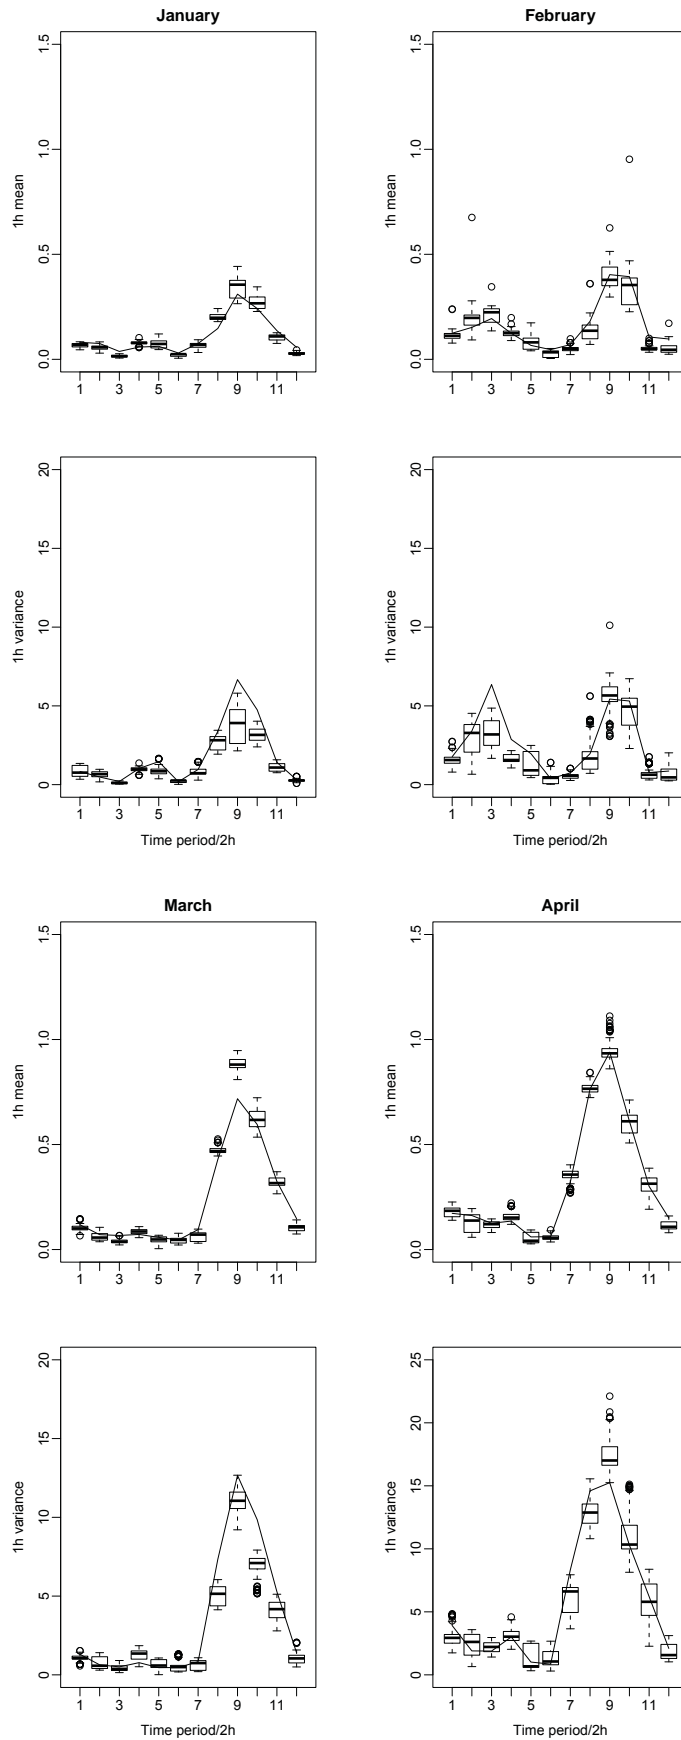 January
February
1h mean
0.0 0.5 1.0 1.5
1 3 5 7 9 11
1h mean
0.0 0.5 1.0 1.5
1 3 5 7 9 11
1h variance
0 5 10 15 20
1 3 5 7 9 11
Time period/2h
1h variance
0 5 10 15 20
1 3 5 7 9 11
Time period/2h
March
April
1h mean
0.0 0.5 1.0 1.5
1 3 5 7 9 11
1h mean
0.0 0.5 1.0 1.5
1 3 5 7 9 11
1h variance
0 5 10 15 20
1 3 5 7 9 11
Time period/2h
1h variance
0 5 10 15 20 25
1 3 5 7 9 11
Time period/2h